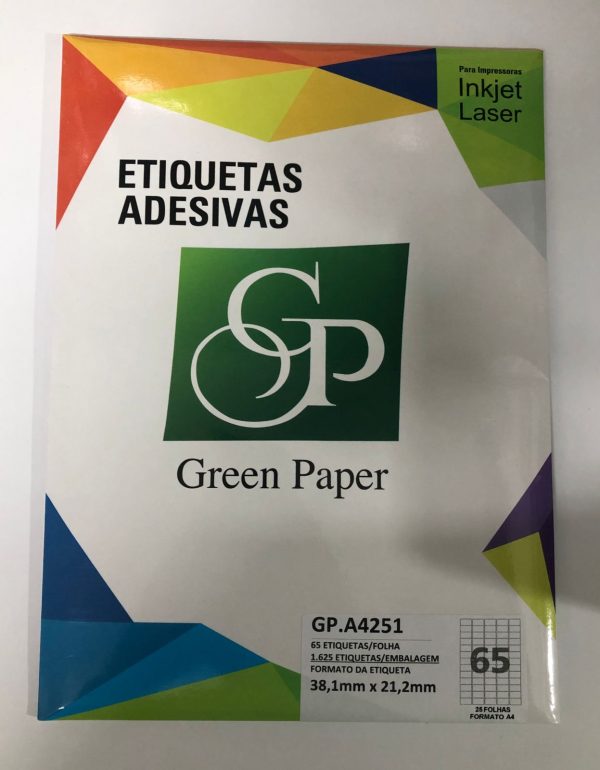 Para Impressoras
Inkjet
Laser
ETIQUETAS
ADESIVAS
GP
Green Paper
GP.A4251
65 ETIQUETAS/FOLHA
1.625 ETIQUETAS/EMBALAGEM
FORMATO DA ETIQUETA
38,1mm x 21,2mm
65
25 FOLHAS
FORMATO A4